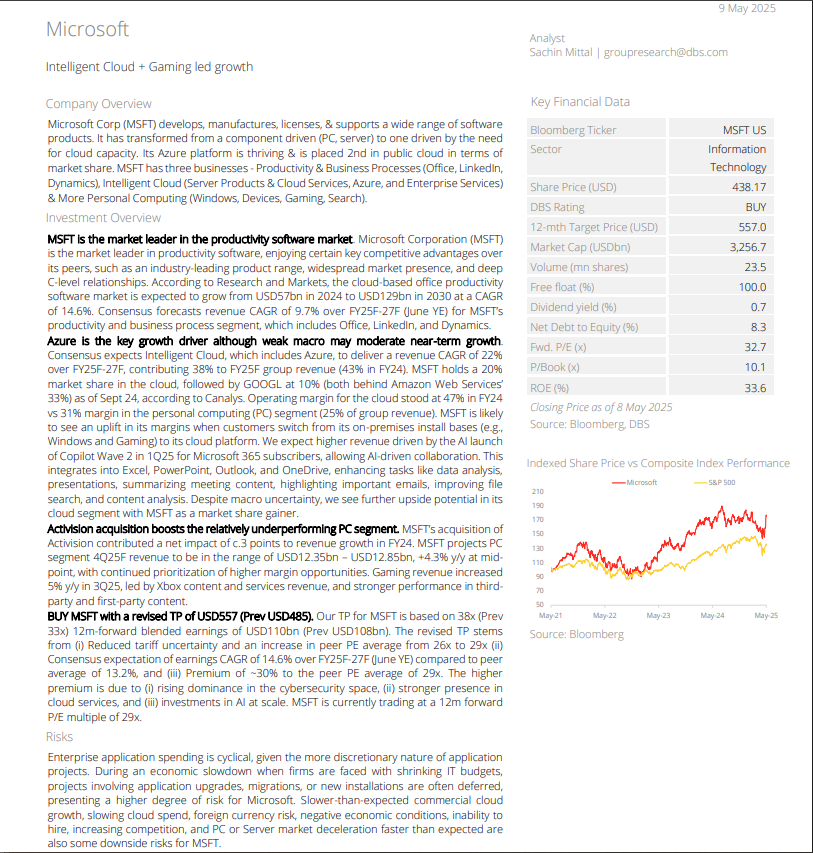 9 May 2025
Microsoft
Intelligent Cloud + Gaming led growth
Analyst
Sachin Mittal | groupresearch@dbs.com
Company Overview
Microsoft Corp (MSFT) develops, manufactures, licenses, & supports a wide range of software
products. It has transformed from a component driven (PC, server) to one driven by the need
for cloud capacity. Its Azure platform is thriving & is placed 2nd in public cloud in terms of
market share. MSFT has three businesses - Productivity & Business Processes (Office, LinkedIn,
Dynamics), Intelligent Cloud (Server Products & Cloud Services, Azure, and Enterprise Services)
& More Personal Computing (Windows, Devices, Gaming, Search).
Investment Overview
MSFT is the market leader in the productivity software market. Microsoft Corporation (MSFT)
is the market leader in productivity software, enjoying certain key competitive advantages over
its peers, such as an industry-leading product range, widespread market presence, and deep
C-level relationships. According to Research and Markets, the cloud-based office productivity
software market is expected to grow from USD57bn in 2024 to USD129bn in 2030 at a CAGR
of 14.6%. Consensus forecasts revenue CAGR of 9.7% over FY25F-27F (June YE) for MSFT's
productivity and business process segment, which includes Office, LinkedIn, and Dynamics.
Azure is the key growth driver although weak macro may moderate near-term growth.
Consensus expects Intelligent Cloud, which includes Azure, to deliver a revenue CAGR of 22%
over FY25F-27F, contributing 38% to FY25F group revenue (43% in FY24). MSFT holds a 20%
market share in the cloud, followed by GOOGL at 10% (both behind Amazon Web Services'
33%) as of Sept 24, according to Canalys. Operating margin for the cloud stood at 47% in FY24
vs 31% margin in the personal computing (PC) segment (25% of group revenue). MSFT is likely
to see an uplift in its margins when customers switch from its on-premises install bases (e.g.,
Windows and Gaming) to its cloud platform. We expect higher revenue driven by the AI launch
of Copilot Wave 2 in 1Q25 for Microsoft 365 subscribers, allowing AI-driven collaboration. This
integrates into Excel, PowerPoint, Outlook, and OneDrive, enhancing tasks like data analysis,
presentations, summarizing meeting content, highlighting important emails, improving file
search, and content analysis. Despite macro uncertainty, we see further upside potential in its
cloud segment with MSFT as a market share gainer.
Activision acquisition boosts the relatively underperforming PC segment. MSFT's acquisition of
Activision contributed a net impact of c.3 points to revenue growth in FY24. MSFT projects PC
segment 4Q25F revenue to be in the range of USD12.35bn – USD12.85bn, +4.3% y/y at mid-
point, with continued prioritization of higher margin opportunities. Gaming revenue increased
5% y/y in 3Q25, led by Xbox content and services revenue, and stronger performance in third-
party and first-party content.
BUY MSFT with a revised TP of USD557 (Prev USD485). Our TP for MSFT is based on 38x (Prev
33x) 12m-forward blended earnings of USD110bn (Prev USD108bn). The revised TP stems
from (i) Reduced tariff uncertainty and an increase in peer PE average from 26x to 29x (ii)
Consensus expectation of earnings CAGR of 14.6% over FY25F-27F (June YE) compared to peer
average of 13.2%, and (iii) Premium of ~30% to the peer PE average of 29x. The higher
premium is due to (i) rising dominance in the cybersecurity space, (ii) stronger presence in
cloud services, and (iii) investments in AI at scale. MSFT is currently trading at a 12m forward
P/E multiple of 29x.
Risks
Enterprise application spending is cyclical, given the more discretionary nature of application
projects. During an economic slowdown when firms are faced with shrinking IT budgets,
projects involving application upgrades, migrations, or new installations are often deferred,
presenting a higher degree of risk for Microsoft. Slower-than-expected commercial cloud
growth, slowing cloud spend, foreign currency risk, negative economic conditions, inability to
hire, increasing competition, and PC or Server market deceleration faster than expected are
also some downside risks for MSFT.
Key Financial Data
Bloomberg Ticker MSFT US
Sector Information
Technology
Share Price (USD) 438.17
DBS Rating BUY
12-mth Target Price (USD) 557.0
Market Cap (USDbn) 3,256.7
Volume (mn shares) 23.5
Free float (%) 100.0
Dividend yield (%) 0.7
Net Debt to Equity (%) 8.3
Fwd. P/E (x) 32.7
P/Book (x) 10.1
ROE (%) 33.6
Closing Price as of 8 May 2025
Source: Bloomberg, DBS
Indexed Share Price vs Composite Index Performance
Microsoft S&P 500
210
190
170
150
130
110
90
70
50
May-21 May-22 May-23 May-24 May-25
Source: Bloomberg